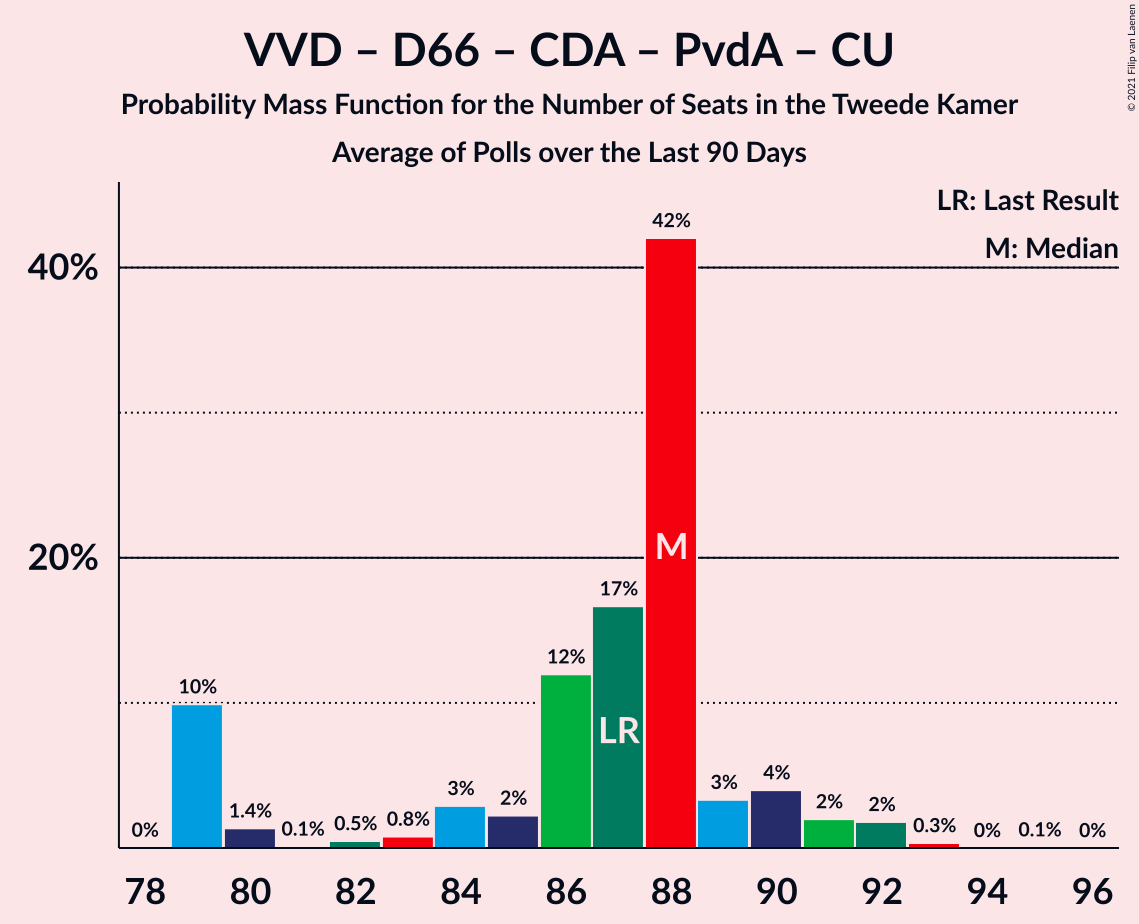 VVD – D66 – CDA – PvdA – CU
Probability Mass Function for the Number of Seats in the Tweede Kamer
Average of Polls over the Last 90 Days
© 2021 Filip van Laenen
LR: Last Result
M: Median
40%
20%
0%
10%
1.4%
0.1%
0.5%
0.8%
3%
2%
12%
17%
42%
3%
4%
2%
2%
0.3%
0%
0.1%
0%
LR
M
78 80 82 84 86 88 90 92 94 96